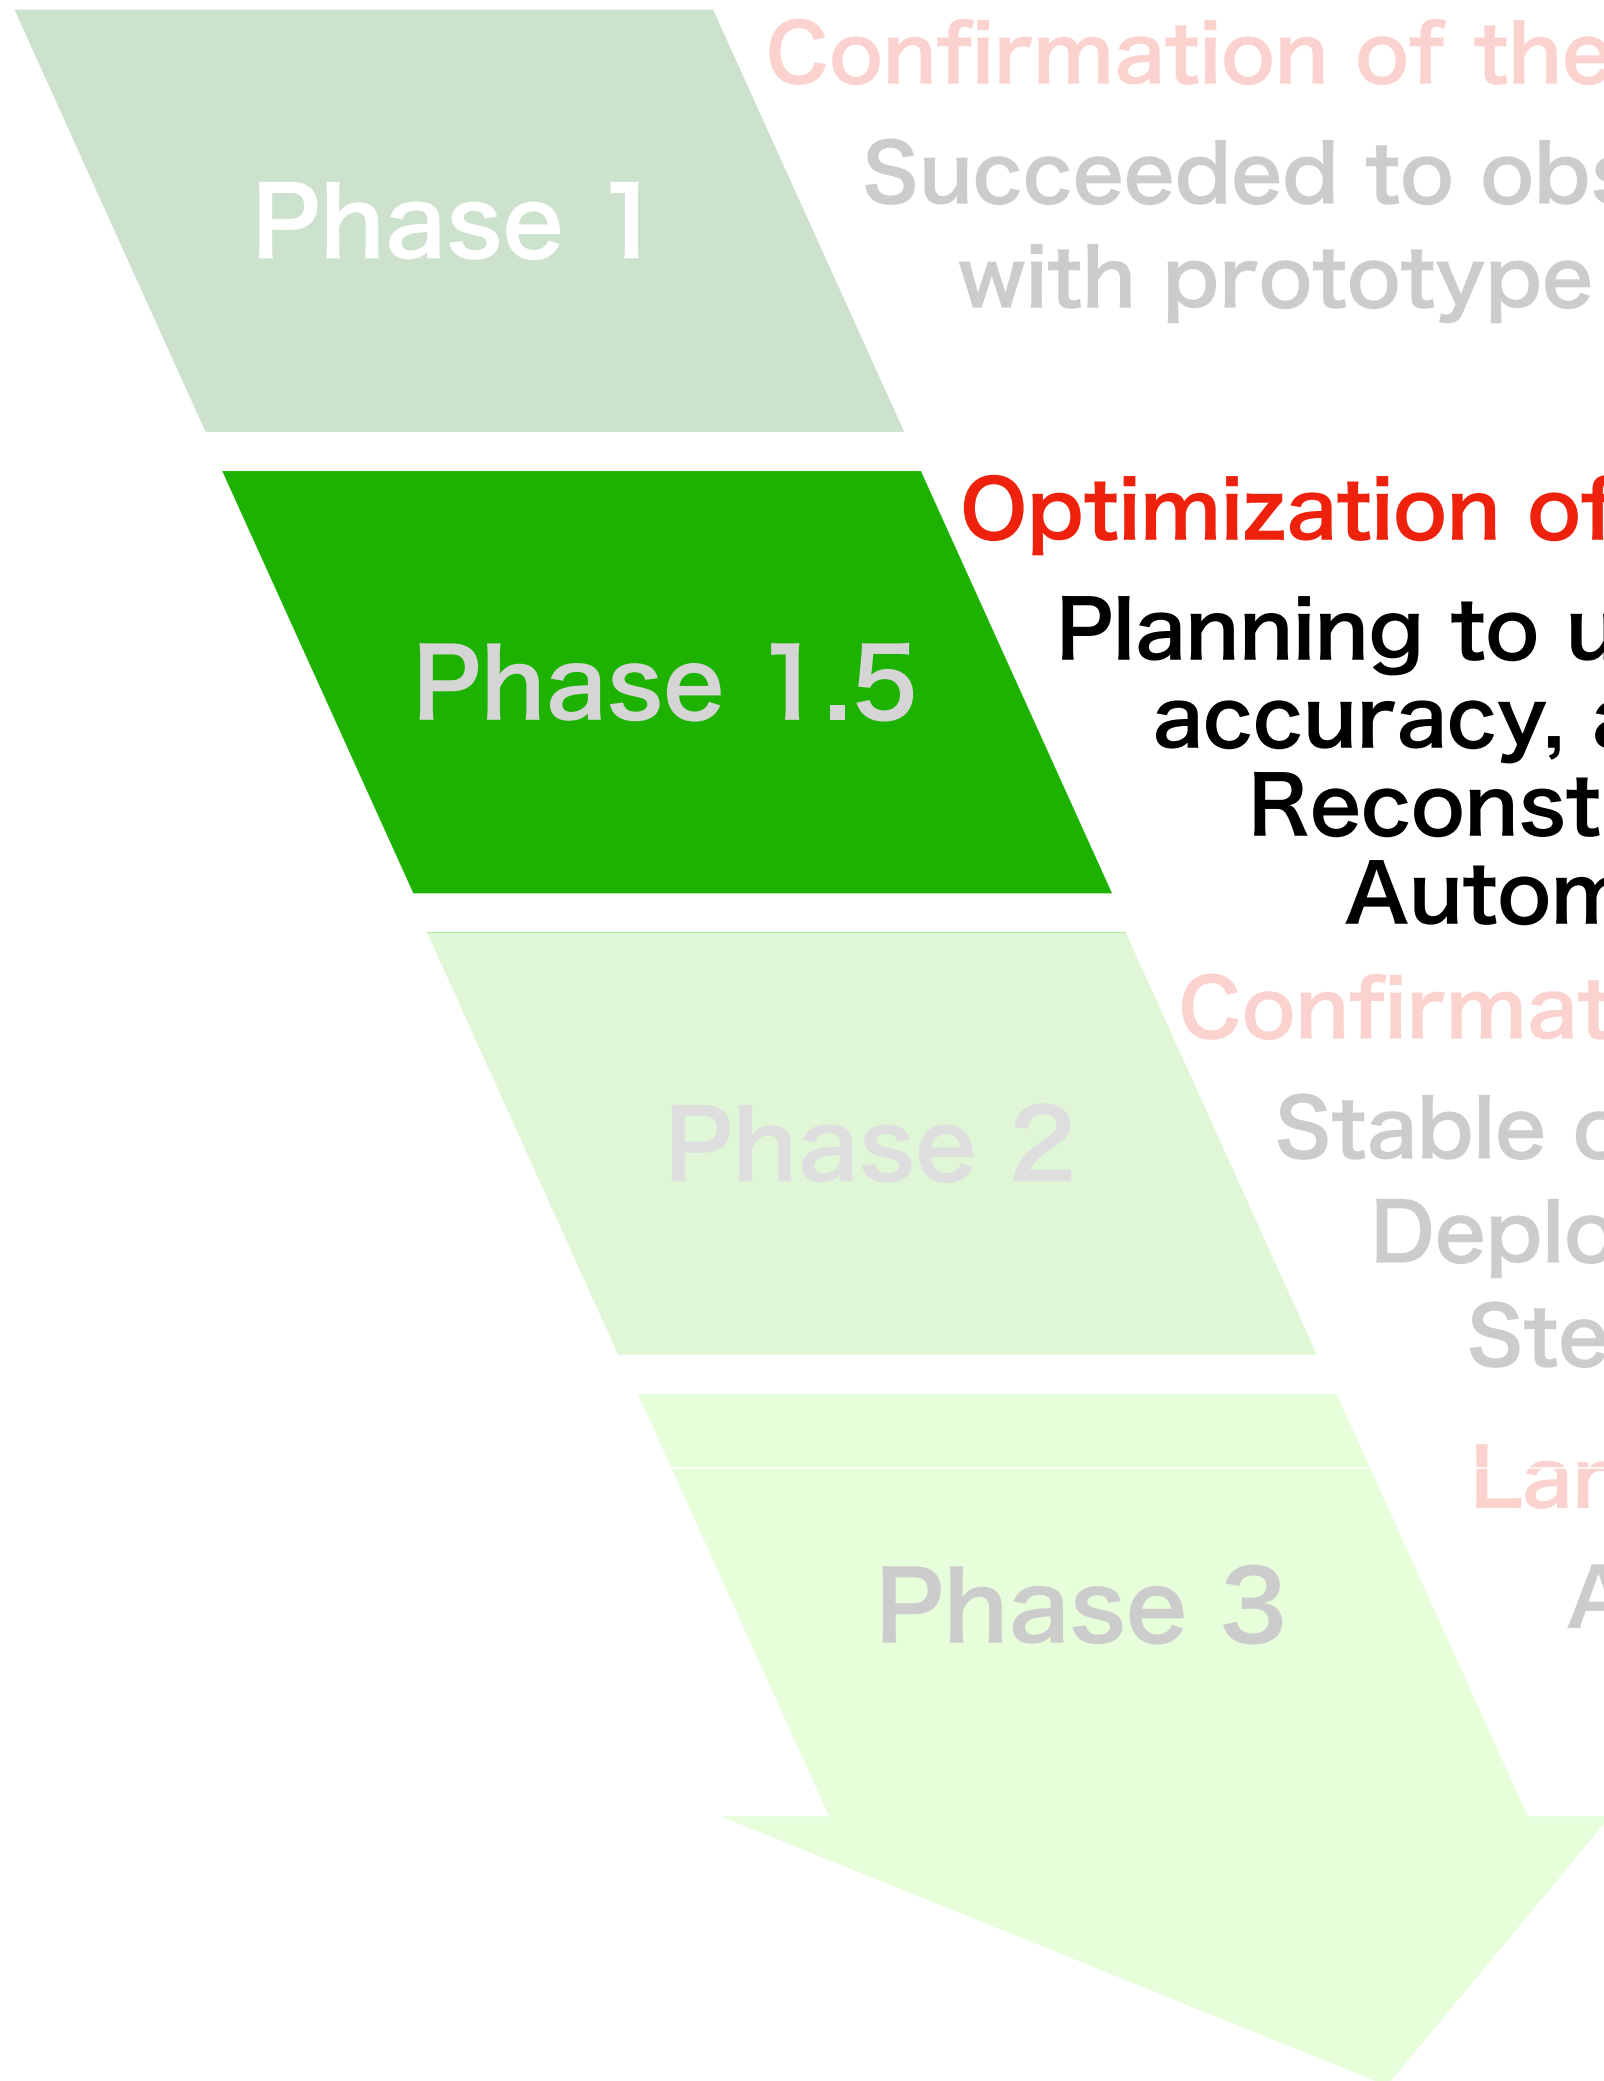 Confirmation of the
Succeeded to obs
with prototype
Phase 1
Optimization of
Planning to u
accuracy, a
Reconst
Autom
Phase 1.5
Confirmat
Stable
Deplo
Ste
Phase 2
Lar
A
Phase 3